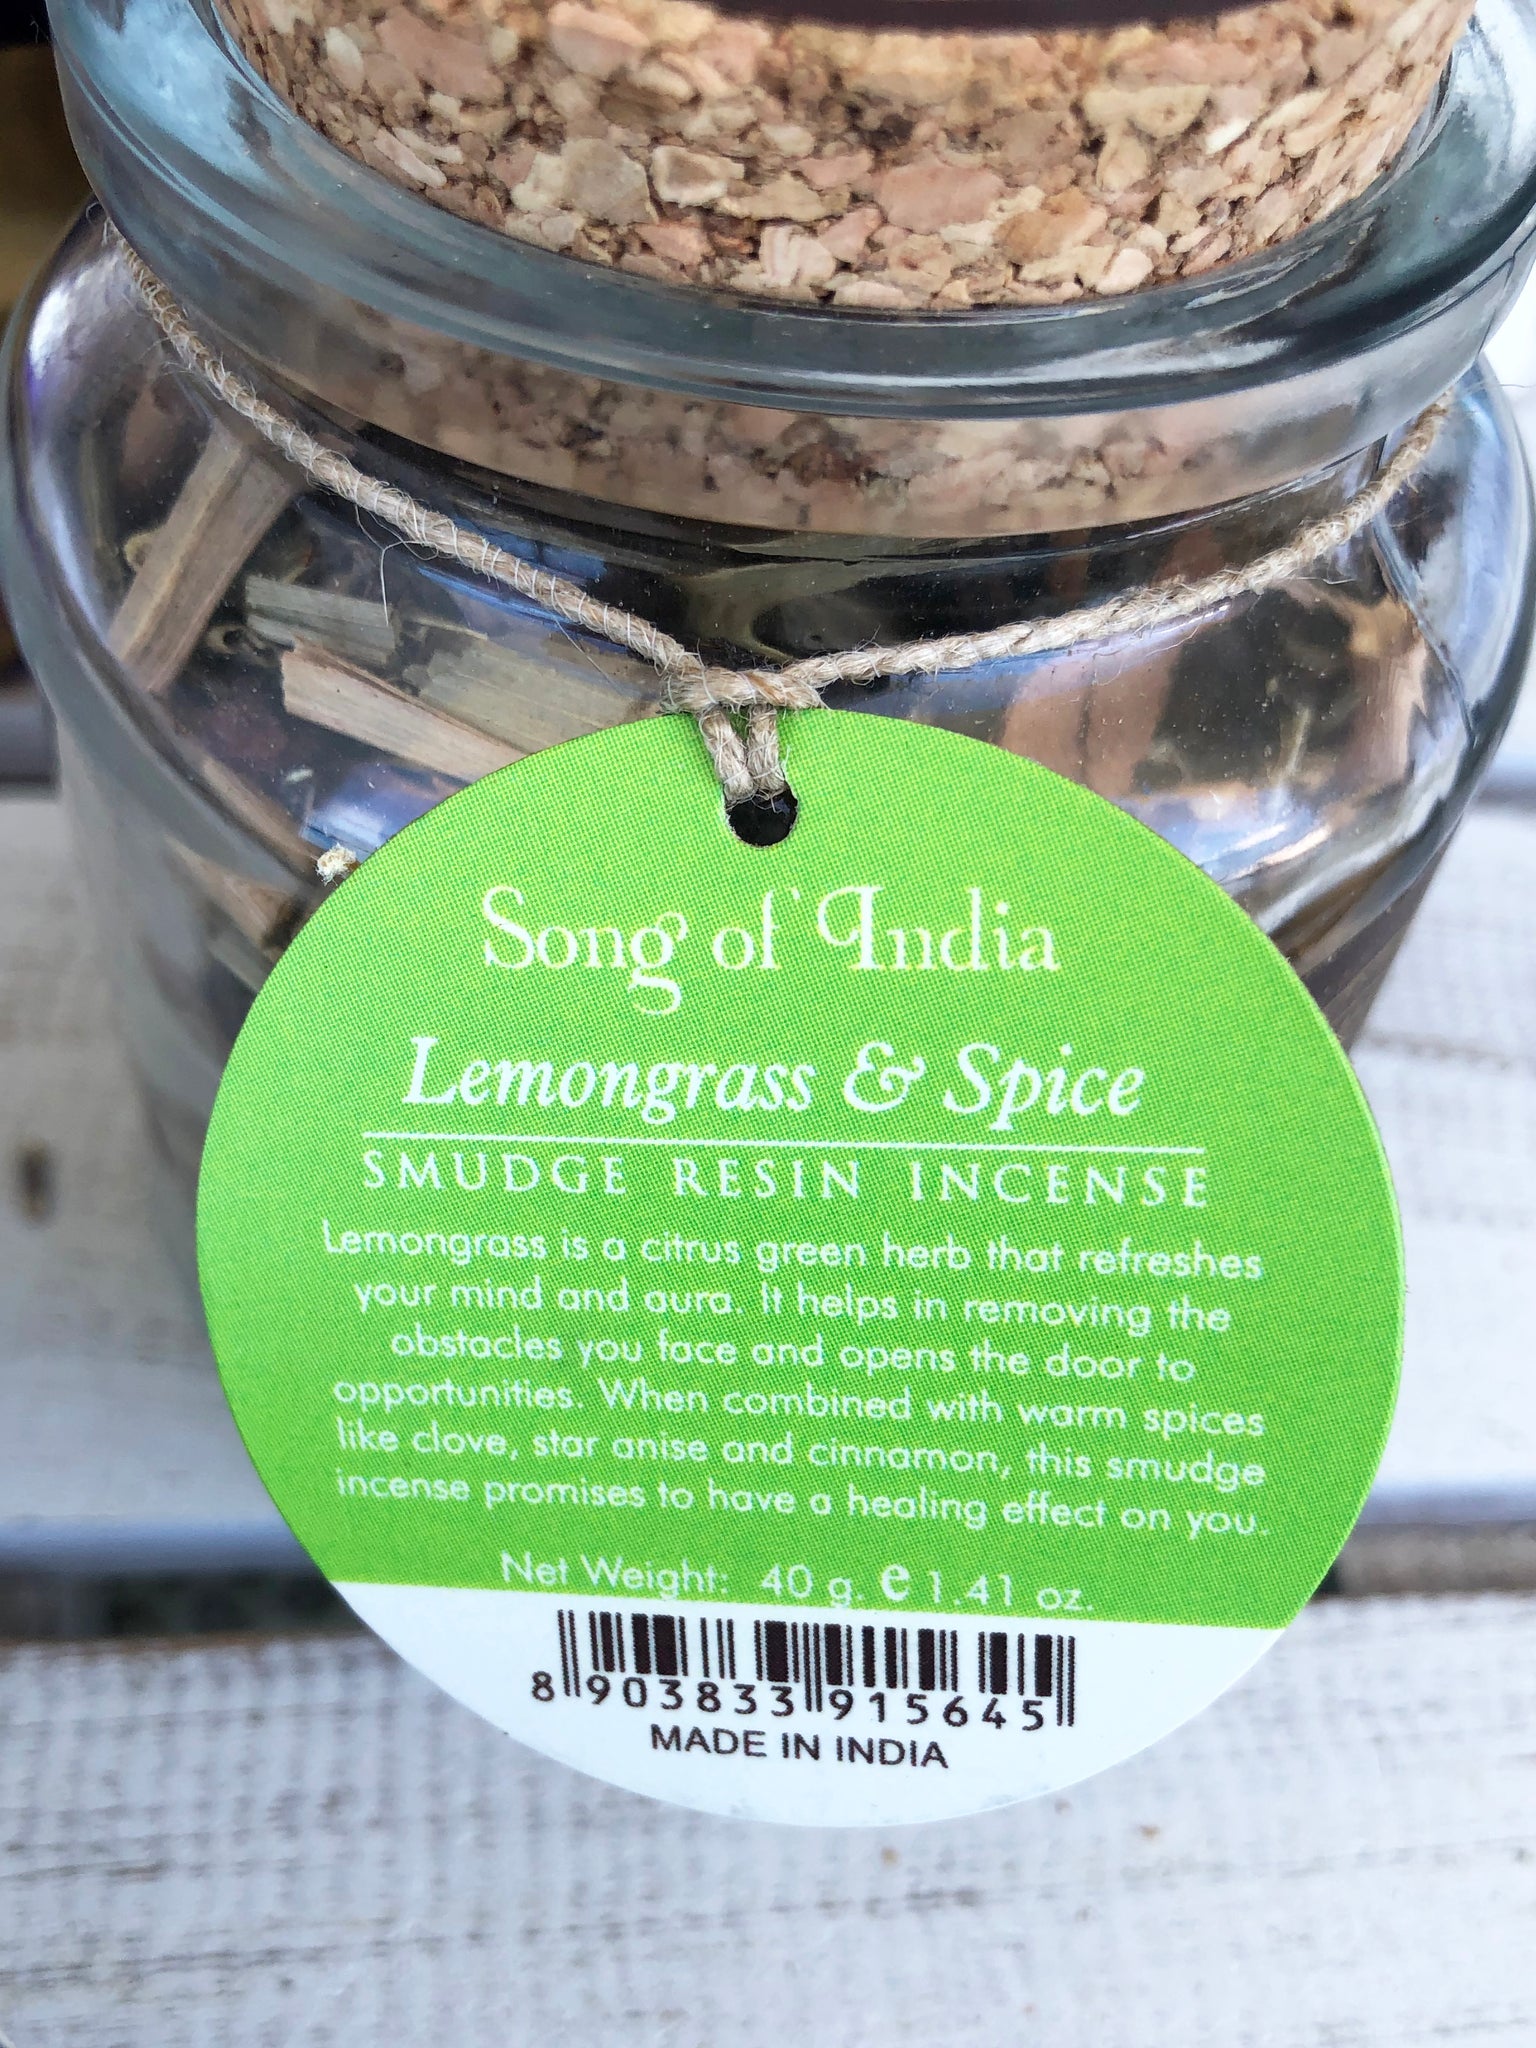 Song of India
Lemongrass & Spice
SMUDGE RESIN INCENSE
Lemongrass is a citrus green herb that refreshes
your mind and aura. It helps in removing the
obstacles you face and opens the door to
opportunities. When combined with warm spices
like clove, star anise and cinnamon, this smudge
incense promises to have a healing effect on you.
Net Weight: 40 g. e 1.41 oz.
8 903833 915645
MADE IN INDIA